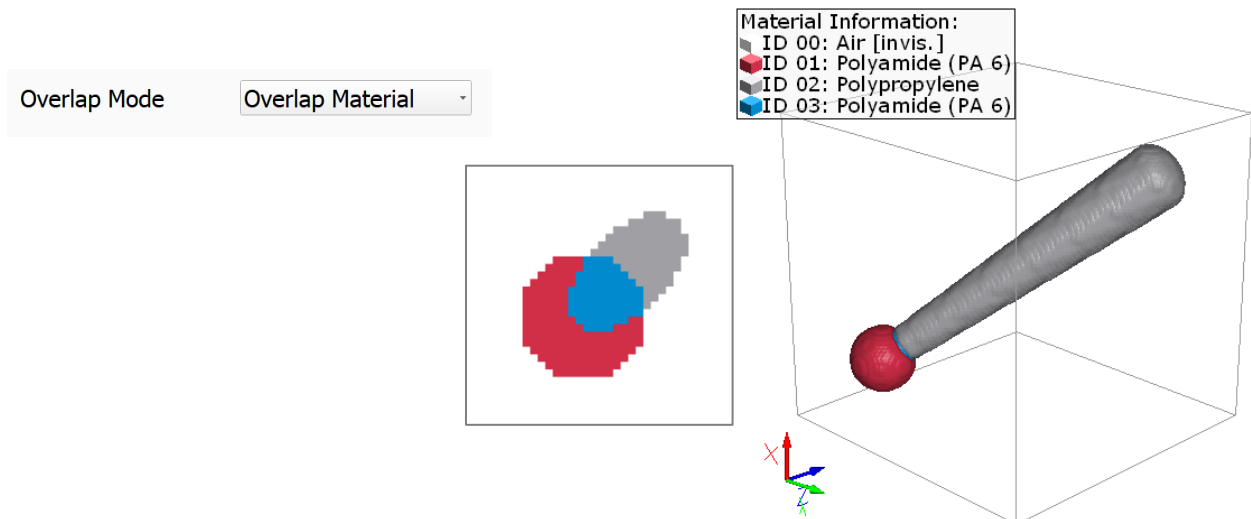 Overlap Mode
Overlap Material
Material Information:
ID 00: Air [invis.]
ID 01: Polyamide (PA 6)
ID 02: Polypropylene
ID 03: Polyamide (PA 6)
X
Z